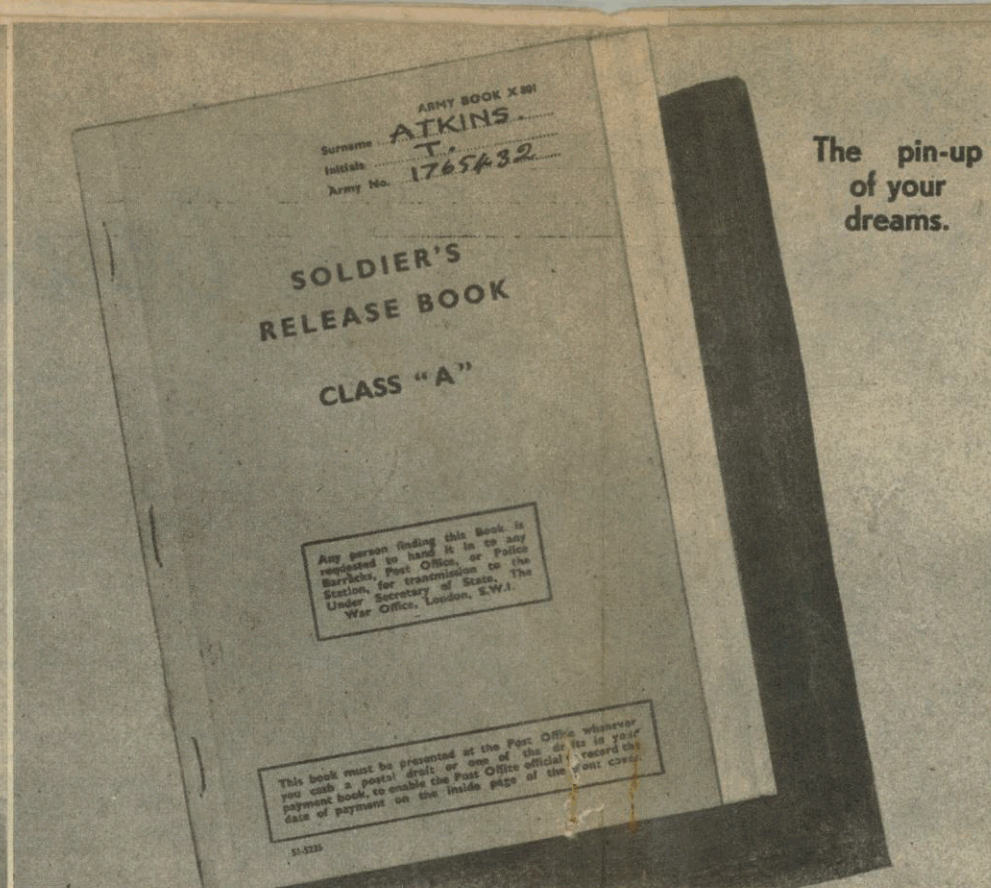 ARMY BOOK X 801
Surname ATKINS.
Initials T.
Army No. 1765432
SOLDIER'S
RELEASE BOOK
CLASS "A"
Any person finding this Book is
requested to hand it in to any
Barracks, Post Office, or Police
Station, for transmission to the
Under Secretary of State, The
War Office, London, S.W.1.
This book must be presented at the Post Office whenever
you cash a postal draft or one of the drafts in your
payment book, to enable the Post Office official to record the
date of payment on the inside page of the front cover.
51-5235
The pin-up
of your
dreams.